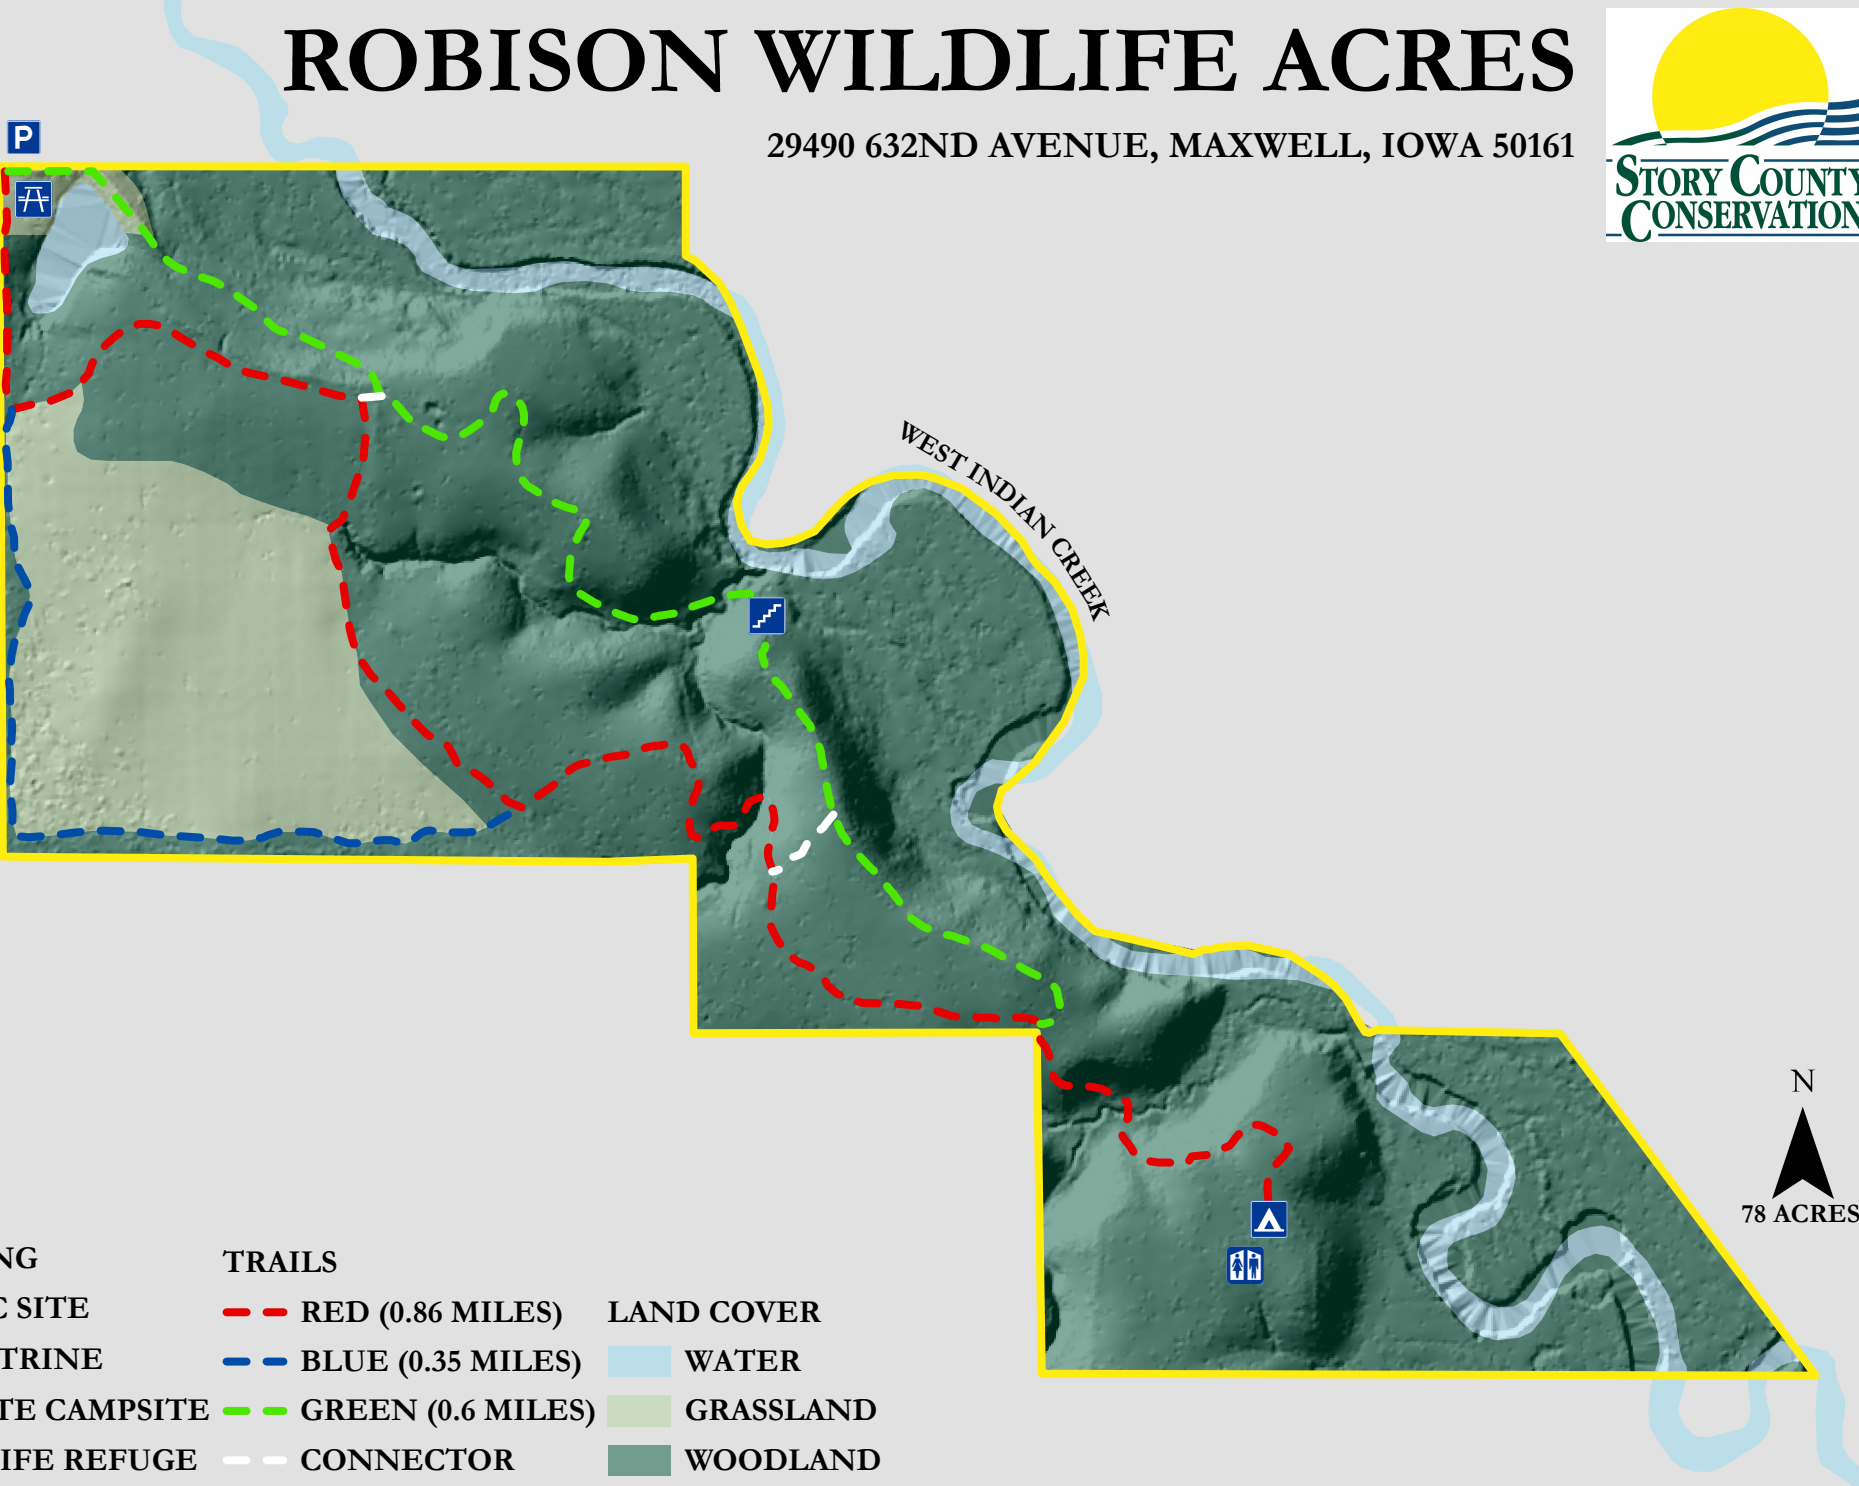 ROBISON WILDLIFE ACRES
29490 632ND AVENUE, MAXWELL, IOWA 50161
STORY COUNTY
CONSERVATION
P
WEST INDIAN CREEK
N
78 ACRES
NG
C SITE
TRINE
TE CAMPSITE
IFE REFUGE
TRAILS
RED (0.86 MILES)
BLUE (0.35 MILES)
GREEN (0.6 MILES)
CONNECTOR
LAND COVER
WATER
GRASSLAND
WOODLAND